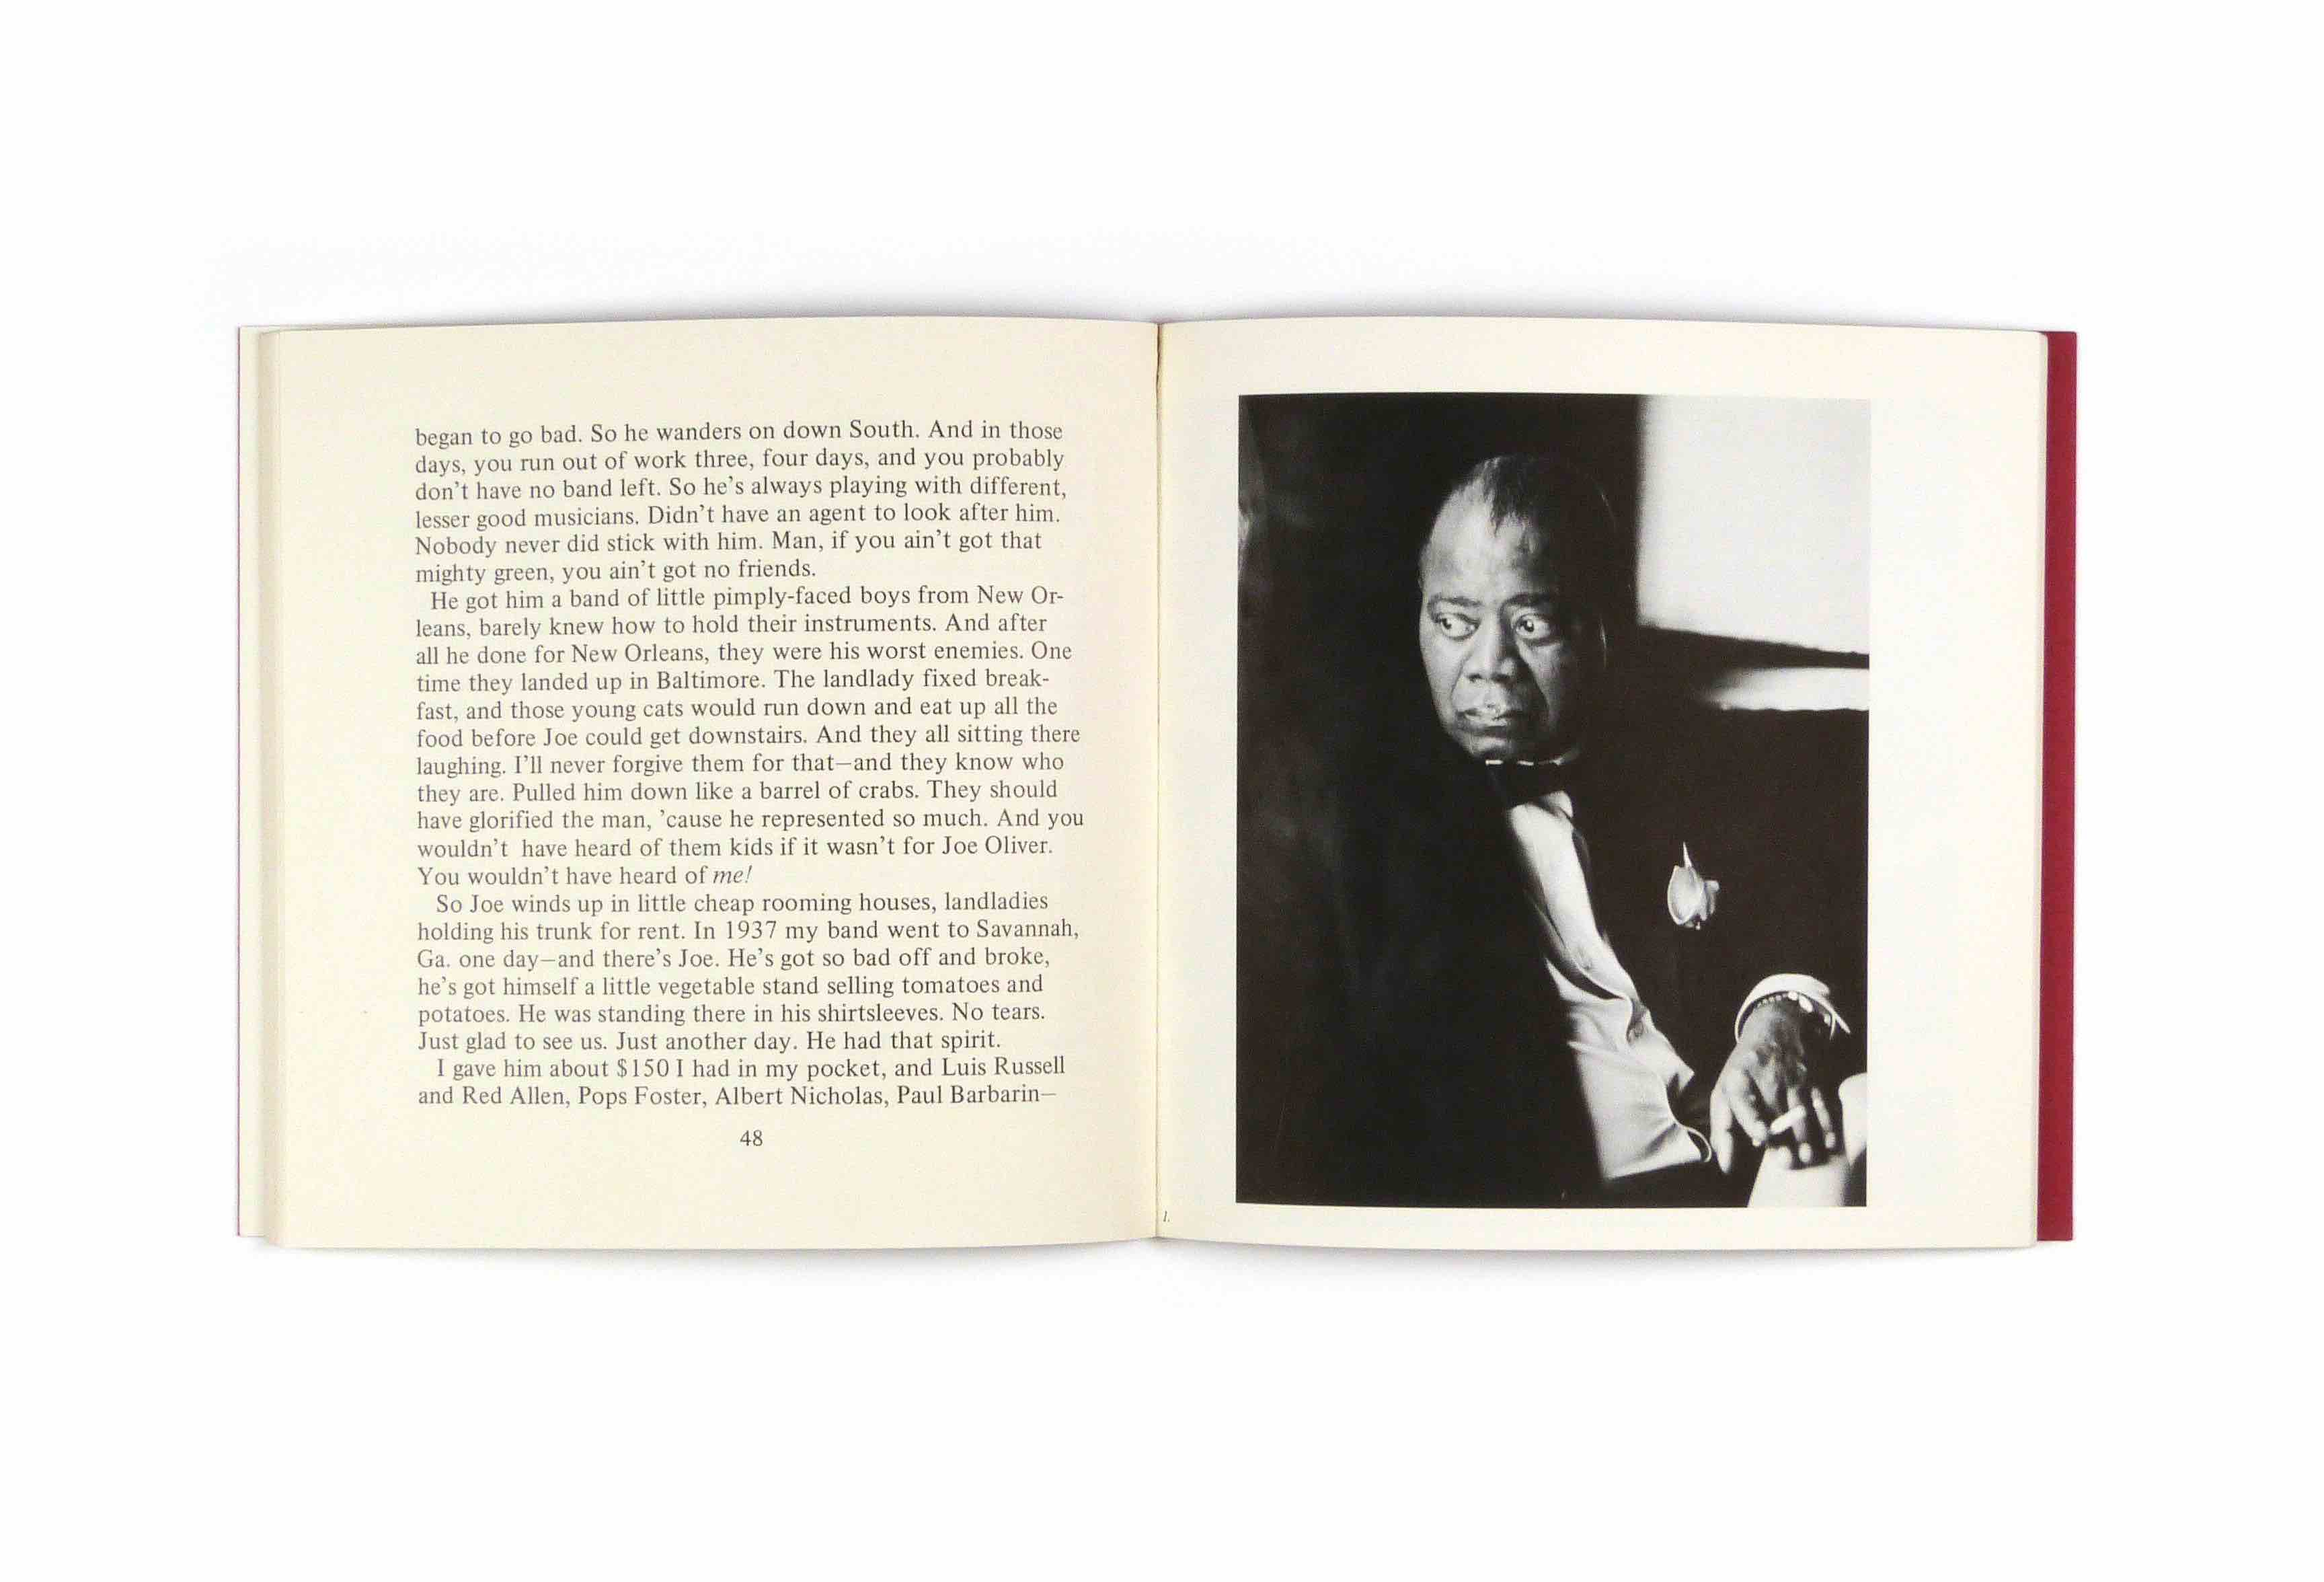 began to go bad. So he wanders on down South. And in those
days, you run out of work three, four days, and you probably
don't have no band left. So he's always playing with different,
lesser good musicians. Didn't have an agent to look after him.
Nobody never did stick with him. Man, if you ain't got that
mighty green, you ain't got no friends.
He got him a band of little pimply-faced boys from New Or-
leans, barely knew how to hold their instruments. And after
all he done for New Orleans, they were his worst enemies. One
time they landed up in Baltimore. The landlady fixed break-
fast, and those young cats would run down and eat up all the
food before Joe could get downstairs. And they all sitting there
laughing. I'll never forgive them for that—and they know who
they are. Pulled him down like a barrel of crabs. They should
have glorified the man, 'cause he represented so much. And you
wouldn't have heard of them kids if it wasn't for Joe Oliver.
You wouldn't have heard of me!
So Joe winds up in little cheap rooming houses, landladies
holding his trunk for rent. In 1937 my band went to Savannah,
Ga. one day—and there's Joe. He's got so bad off and broke,
he's got himself a little vegetable stand selling tomatoes and
potatoes. He was standing there in his shirtsleeves. No tears.
Just glad to see us. Just another day. He had that spirit.
I gave him about $150 I had in my pocket, and Luis Russell
and Red Allen, Pops Foster, Albert Nicholas, Paul Barbarin—
48